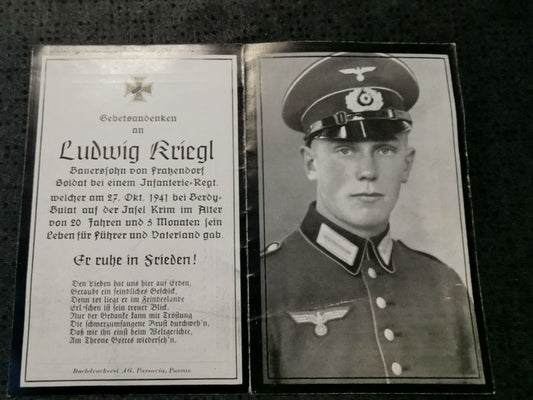 Gebetsandenken
an
Ludwig Kriegl
Bauerssohn von Fratzendorf
Soldat bei einem Infanterie-Regt.
welcher am 27. Okt. 1941 bei Berdy-
Bulat auf der Insel Krim im Alter
von 20 Jahren und 5 Monaten sein
Leben für Führer und Vaterland gab.
Er ruhe in Frieden!
Den Lieben hat uns hier auf Erden,
Geraubt ein feindliches Geschick,
Denn tot liegt er im Feindeslande
Erloschen ist sein treuer Blick.
Nur der Gedanke kann mit Tröstung
Die schmerzumfangene Brust durchweh'n,
Daß wir ihn einst beim Weltgerichte,
Am Throne Gottes wiederseh'n.
Buchdruckerei AG. Passavia, Passau